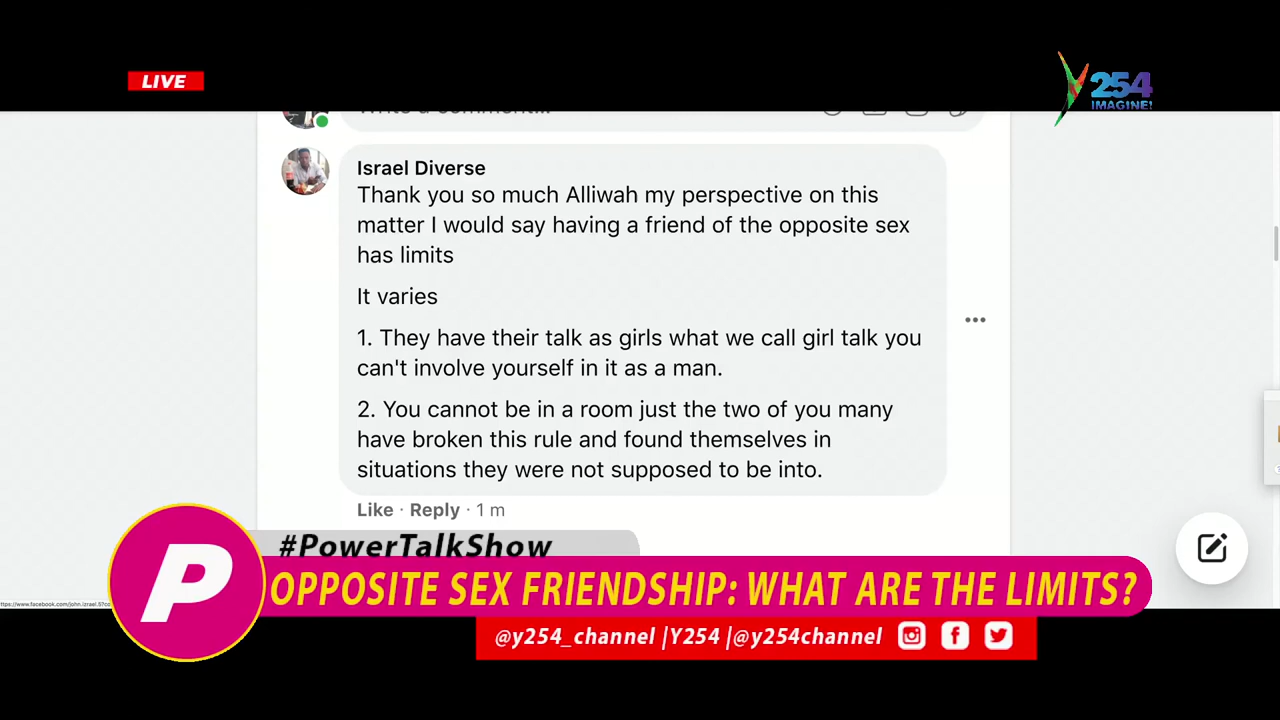 LIVE
254
IMAGINE!
Write a comment...
Israel Diverse
Thank you so much Alliwah my perspective on this
matter I would say having a friend of the opposite sex
has limits
It varies
1. They have their talk as girls what we call girl talk you
can't involve yourself in it as a man.
2. You cannot be in a room just the two of you many
have broken this rule and found themselves in
situations they were not supposed to be into.
Like · Reply · 1 m
#PowerTalkShow
P
OPPOSITE SEX FRIENDSHIP: WHAT ARE THE LIMITS?
@y254_channel |Y254 |@y254channel